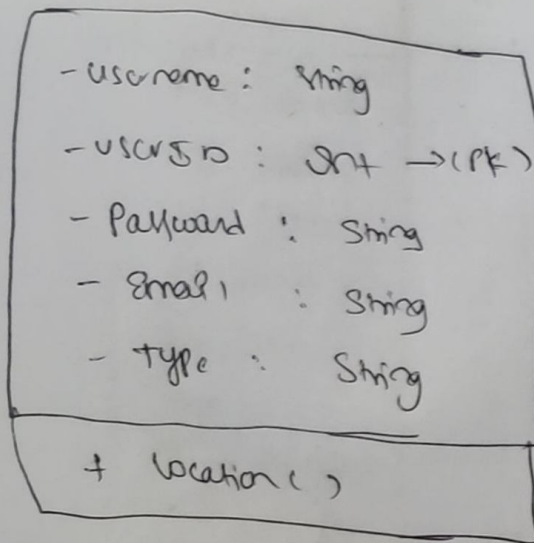 - username : String
- userID : Int → (PK)
- Password : String
- Email : String
- type : String
+ location ( )